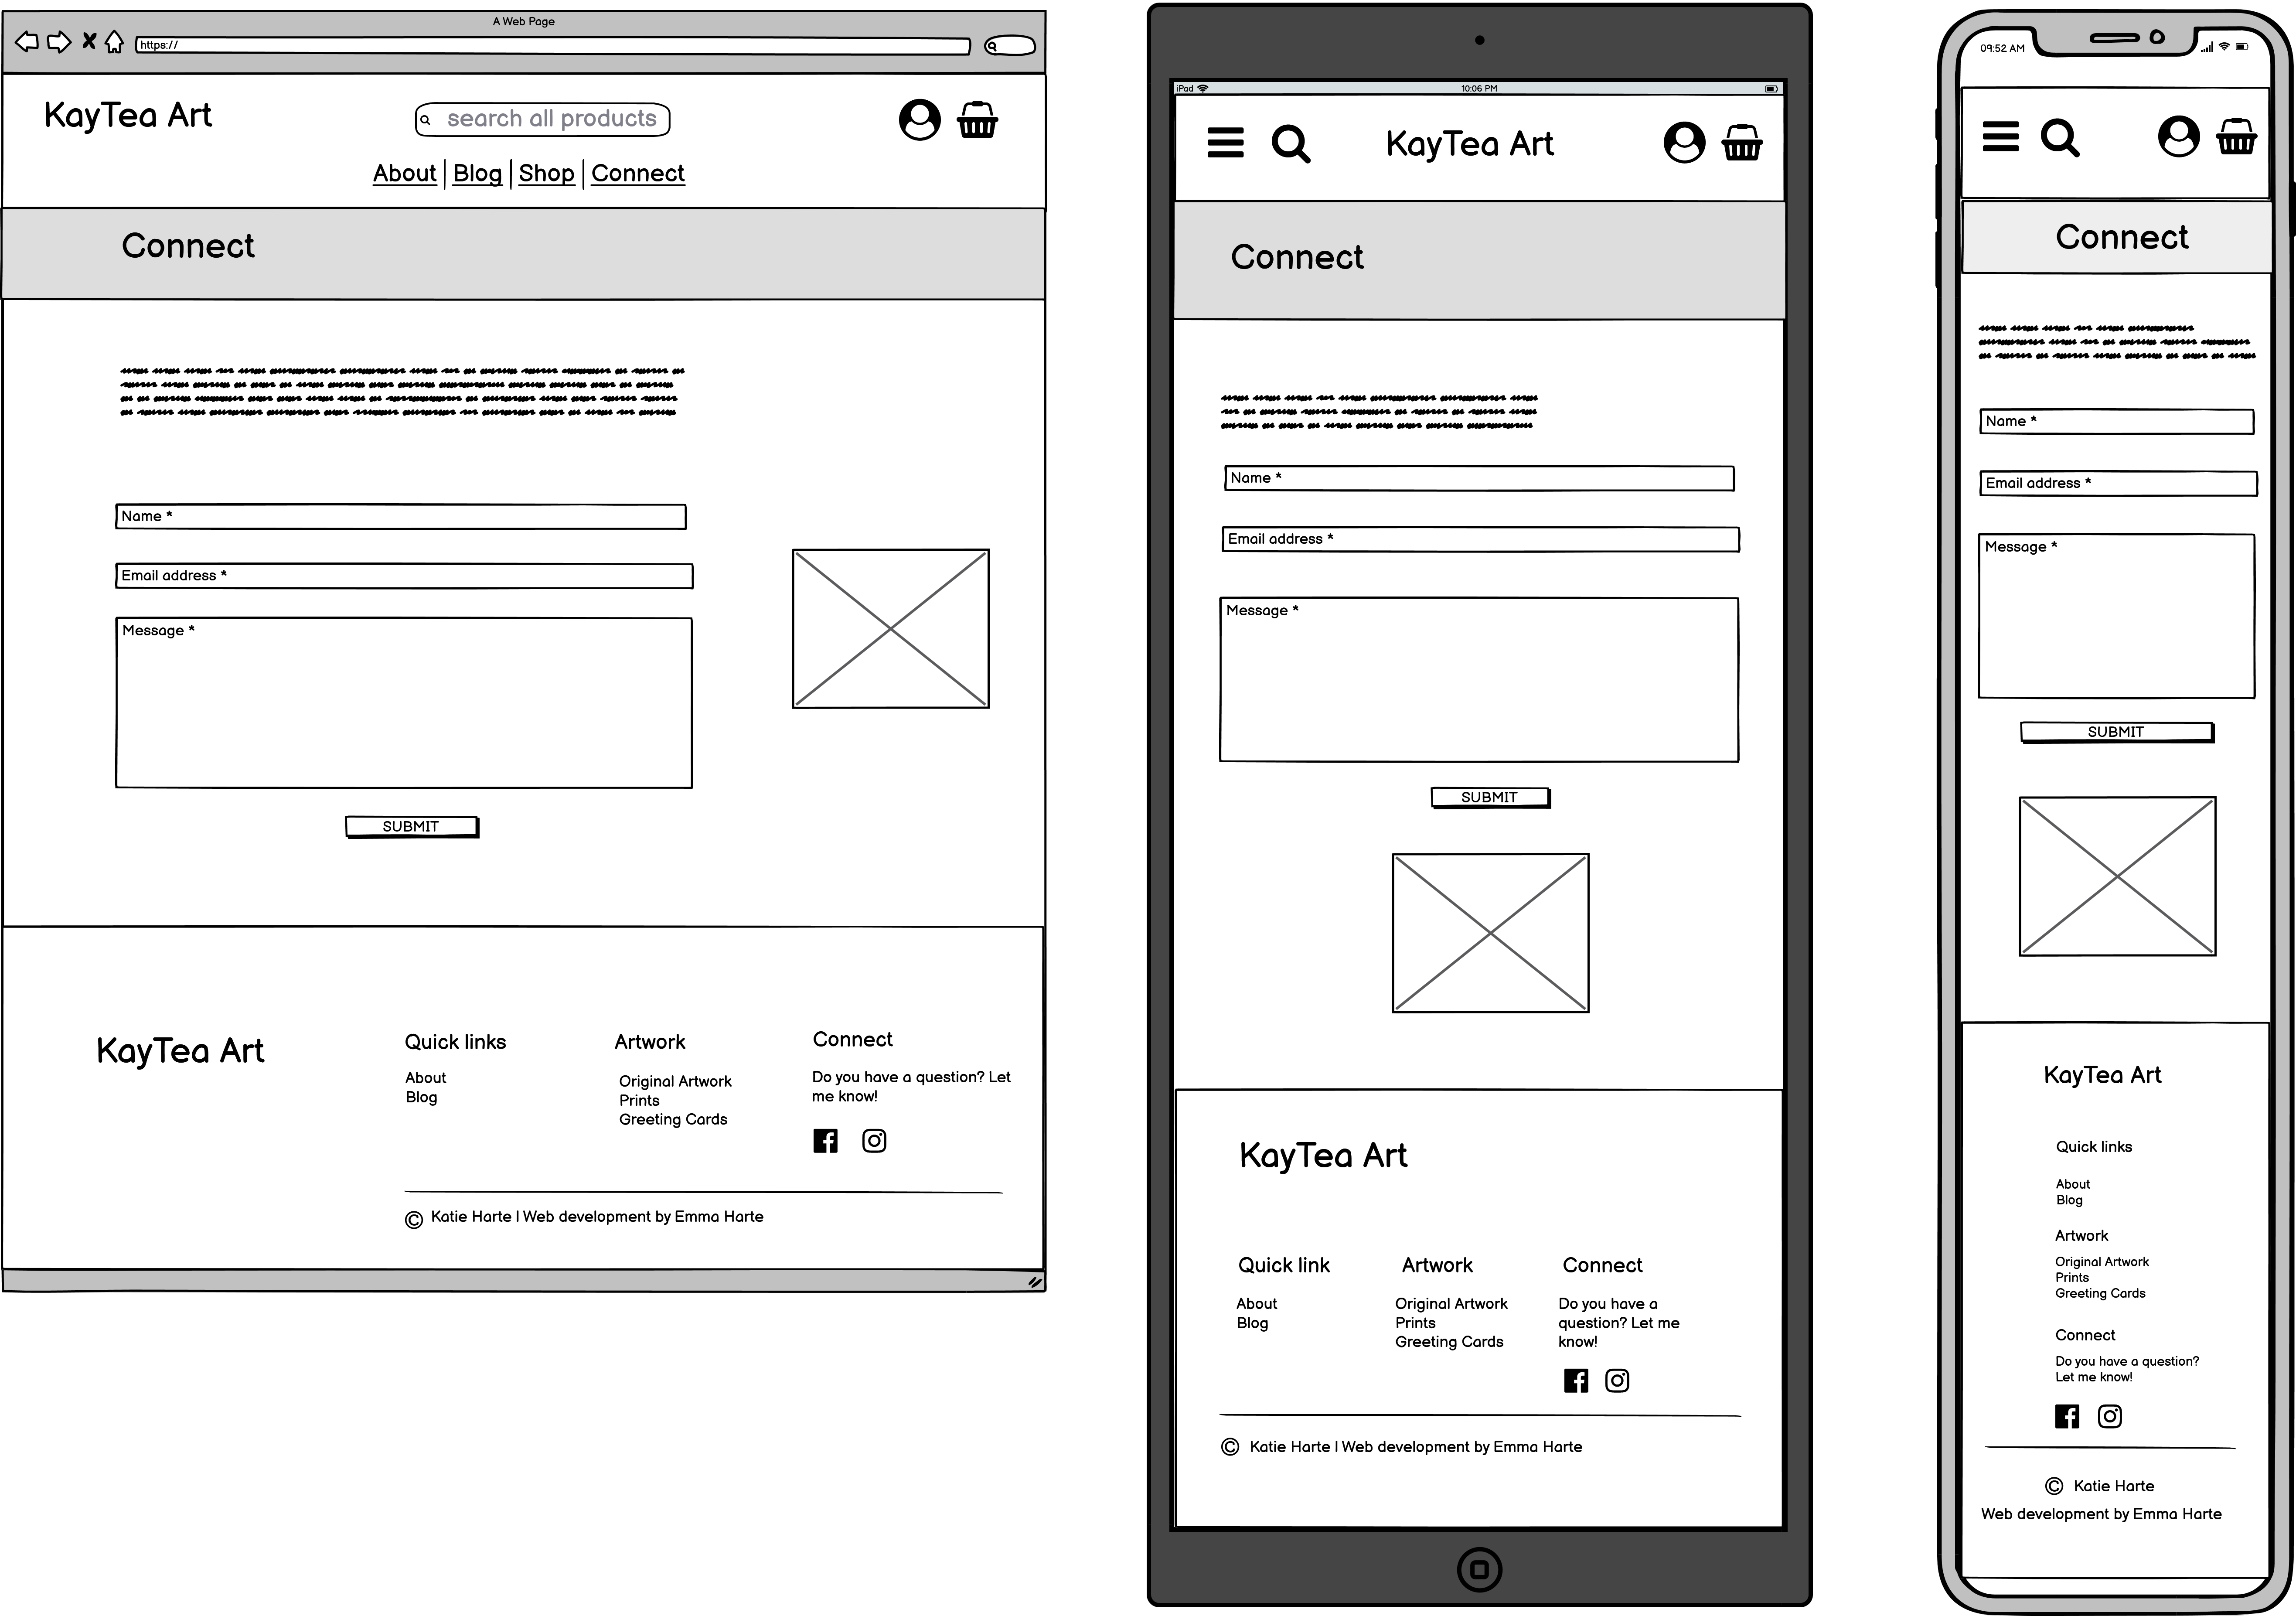 A Web Page
https://
KayTea Art
search all products
About | Blog | Shop | Connect
Connect
Name *
Email address *
Message *
SUBMIT
KayTea Art
Quick links
About
Blog
Artwork
Original Artwork
Prints
Greeting Cards
Connect
Do you have a question? Let
me know!
© Katie Harte | Web development by Emma Harte
iPad
10:06 PM
KayTea Art
Connect
Name *
Email address *
Message *
SUBMIT
KayTea Art
Quick link
About
Blog
Artwork
Original Artwork
Prints
Greeting Cards
Connect
Do you have a
question? Let me
know!
© Katie Harte | Web development by Emma Harte
09:52 AM
Connect
Name *
Email address *
Message *
SUBMIT
KayTea Art
Quick links
About
Blog
Artwork
Original Artwork
Prints
Greeting Cards
Connect
Do you have a question?
Let me know!
© Katie Harte
Web development by Emma Harte